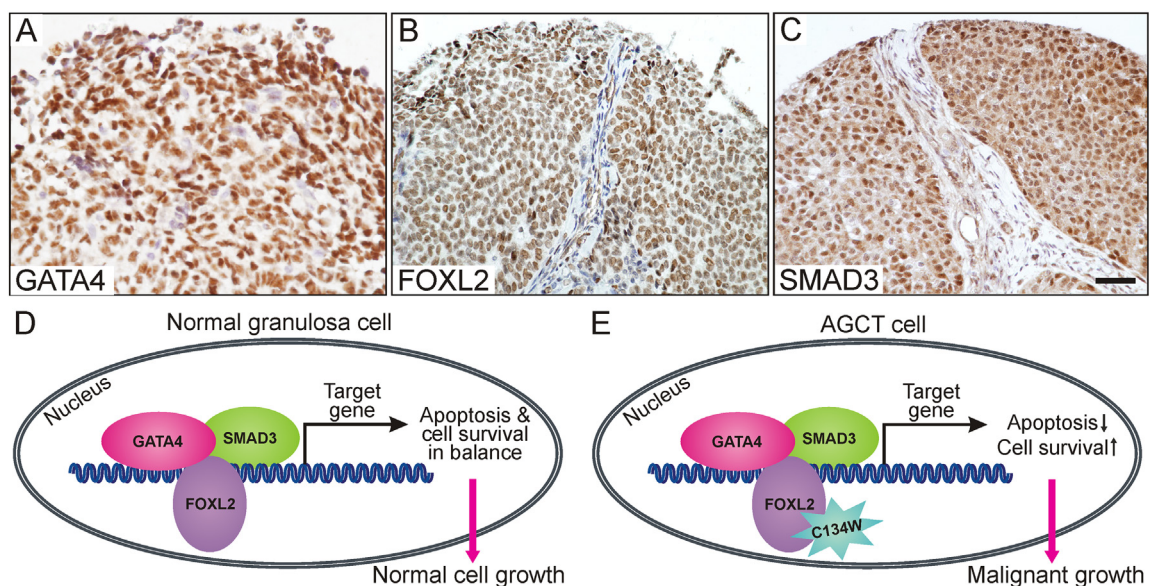 A
B
C
GATA4
FOXL2
SMAD3
D
Normal granulosa cell
Nucleus
GATA4
SMAD3
FOXL2
Target
gene
Apoptosis &
cell survival
in balance
Normal cell growth
E
AGCT cell
Nucleus
GATA4
SMAD3
FOXL2
C134W
Target
gene
Apoptosis↓
Cell survival↑
Malignant growth